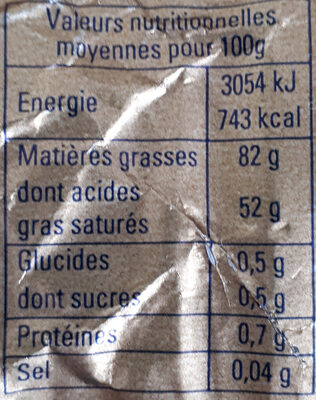 Valeurs nutritionnelles
moyennes pour 100g
Energie 3054 kJ
743 kcal
Matières grasses 82 g
dont acides
gras saturés 52 g
Glucides 0,5 g
dont sucres 0,5 g
Protéines 0,7 g
Sel 0,04 g